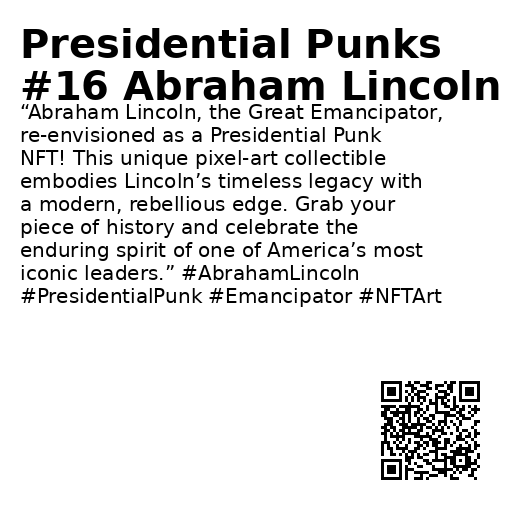 Presidential Punks
#16 Abraham Lincoln
“Abraham Lincoln, the Great Emancipator,
re-envisioned as a Presidential Punk
NFT! This unique pixel-art collectible
embodies Lincoln’s timeless legacy with
a modern, rebellious edge. Grab your
piece of history and celebrate the
enduring spirit of one of America’s most
iconic leaders.” #AbrahamLincoln
#PresidentialPunk #Emancipator #NFTArt